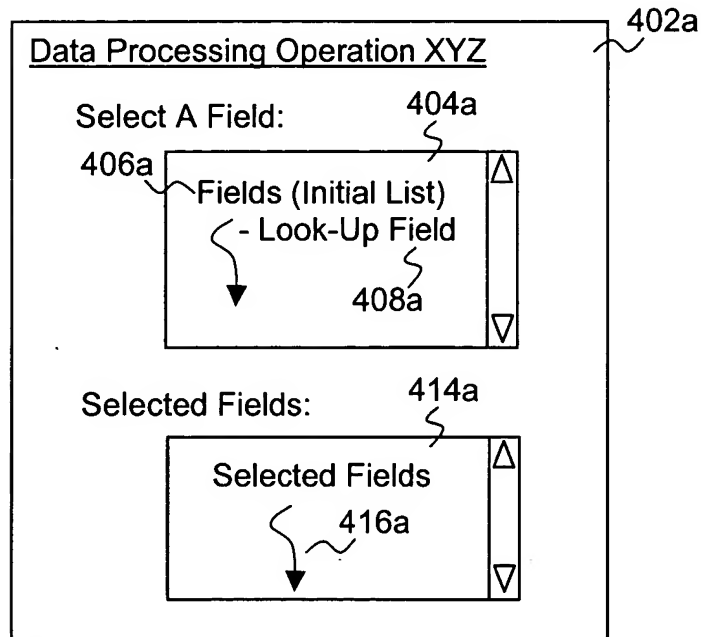 402a
Data Processing Operation XYZ
Select A Field:
404a
406a
Fields (Initial List)
- Look-Up Field
408a
Selected Fields:
414a
Selected Fields
416a